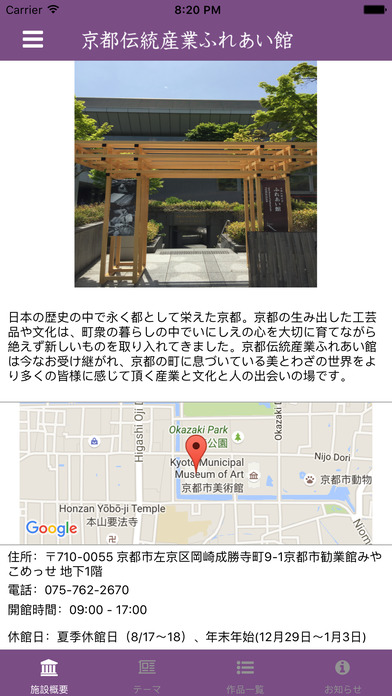 Carrier 8:20 PM
京都伝統産業ふれあい館
ふれあい館
日本の歴史の中で永く都として栄えた京都。京都の生み出した工芸
品や文化は、町衆の暮らしの中でいにしえの心を大切に育てながら
絶えず新しいものを取り入れてきました。京都伝統産業ふれあい館
は今なお受け継がれ、京都の町に息づいている美とわざの世界をよ
り多くの皆様に感じて頂く産業と文化と人の出会いの場です。
Higashi Oji D
Okazaki Park
公園
Okazaki D
Nijo Dori
Kyoto Municipal
Museum of Art
京都市美術館
京都市動物
Honzan Yōbō-ji Temple
本山要法寺
Niom
Google
住所：〒710-0055 京都市左京区岡崎成勝寺町9-1京都市勧業館みや
こめっせ 地下1階
電話：075-762-2670
開館時間：09:00 - 17:00
休館日：夏季休館日（8/17〜18）、年末年始(12月29日〜1月3日)
施設概要
テーマ
作品一覧
お知らせ